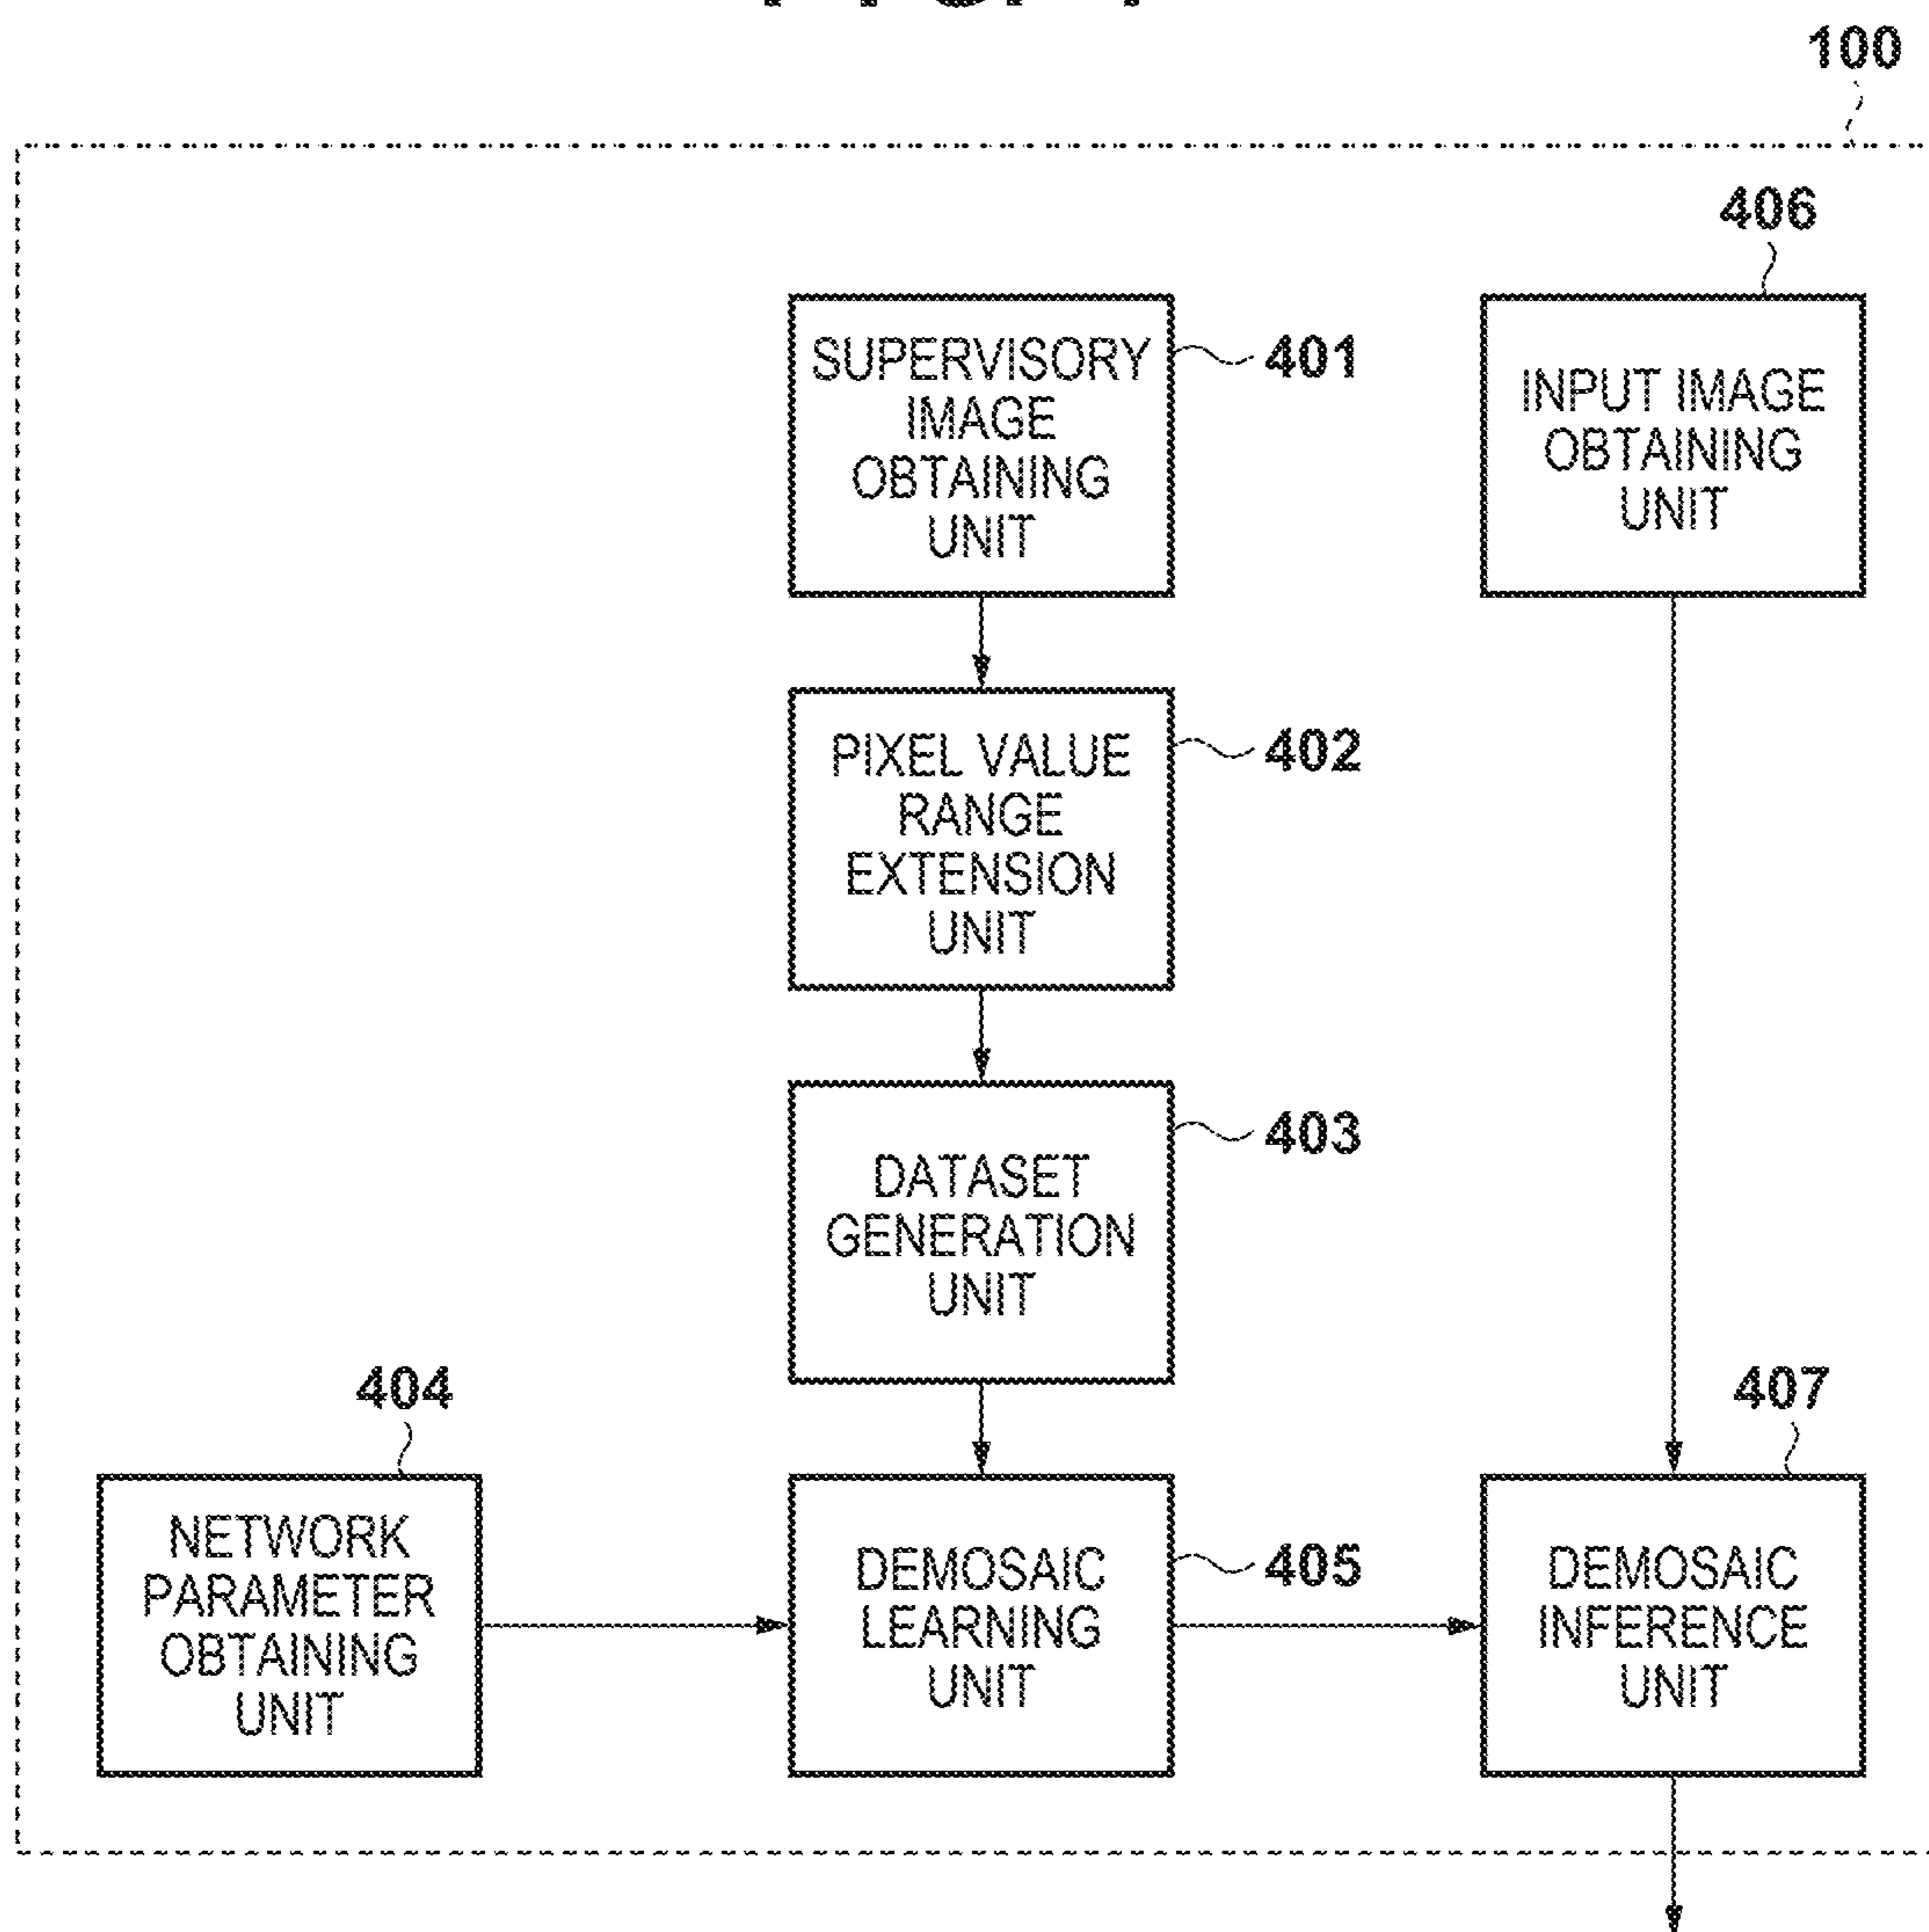 100
406
SUPERVISORY
IMAGE
OBTAINING
UNIT
401
INPUT IMAGE
OBTAINING
UNIT
PIXEL VALUE
RANGE
EXTENSION
UNIT
402
DATASET
GENERATION
UNIT
403
404
407
NETWORK
PARAMETER
OBTAINING
UNIT
DEMOSAIC
LEARNING
UNIT
405
DEMOSAIC
INFERENCE
UNIT